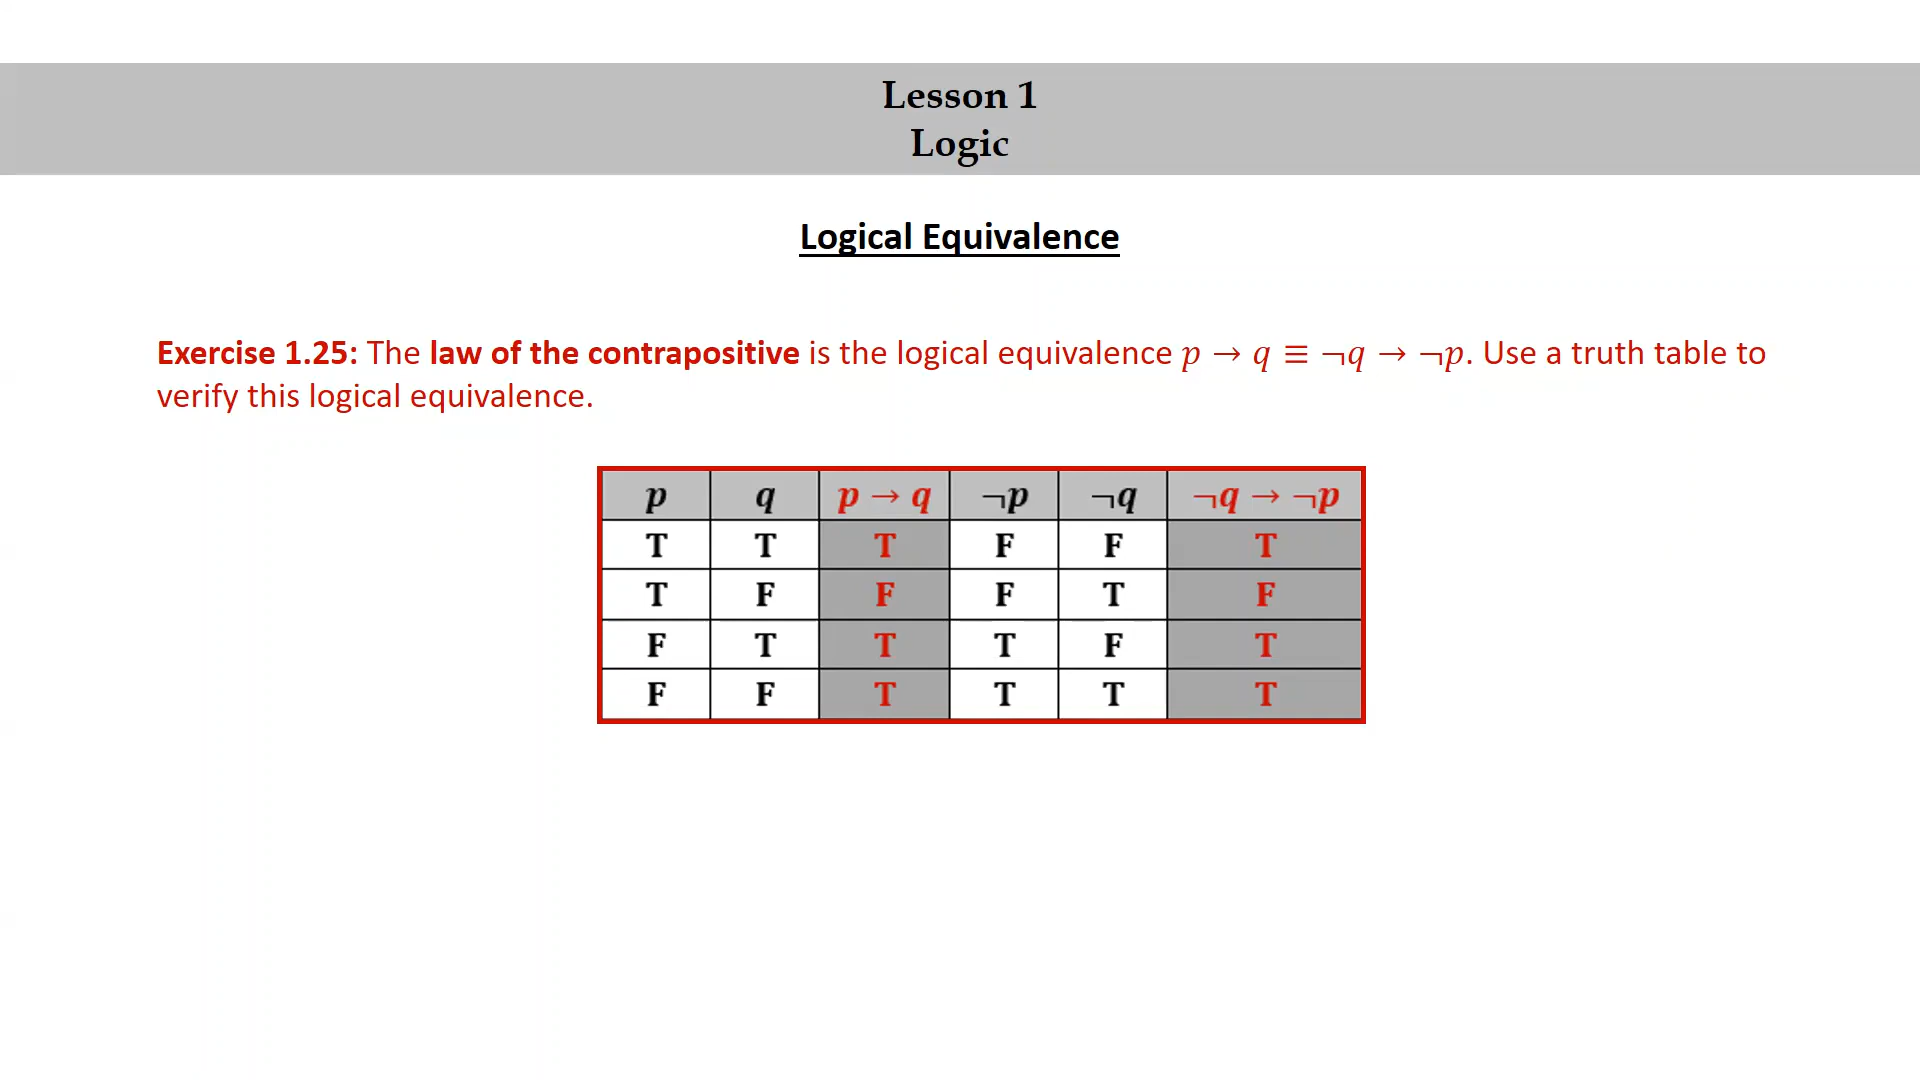 Lesson 1
Logic
Logical Equivalence
Exercise 1.25: The law of the contrapositive is the logical equivalence p → q ≡ ¬q → ¬p. Use a truth table to
verify this logical equivalence.
p q p → q ¬p ¬q ¬q → ¬p
T T T F F T
T F F F T F
F T T T F T
F F T T T T